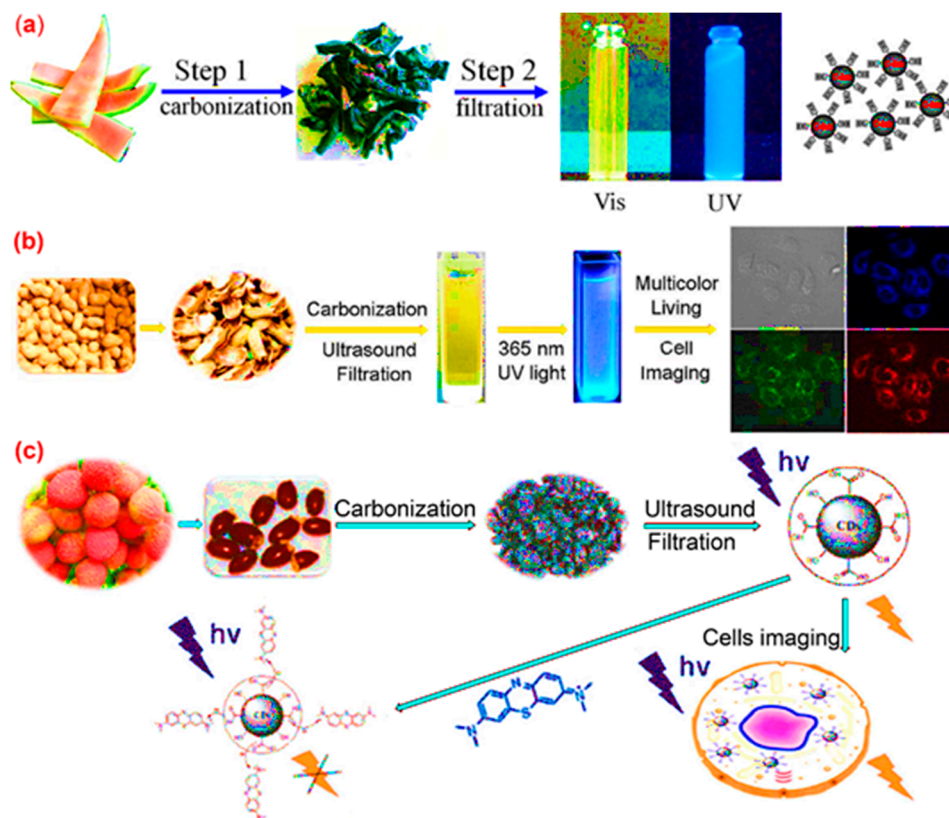 (a)
Step 1
carbonization
Step 2
filtration
Vis
UV
(b)
Carbonization
Ultrasound
Filtration
365 nm
UV light
Multicolor
Living
Cell
Imaging
(c)
Carbonization
Ultrasound
Filtration
hv
CDs
Cells imaging
hv
hv
CDs
N
S
N
N